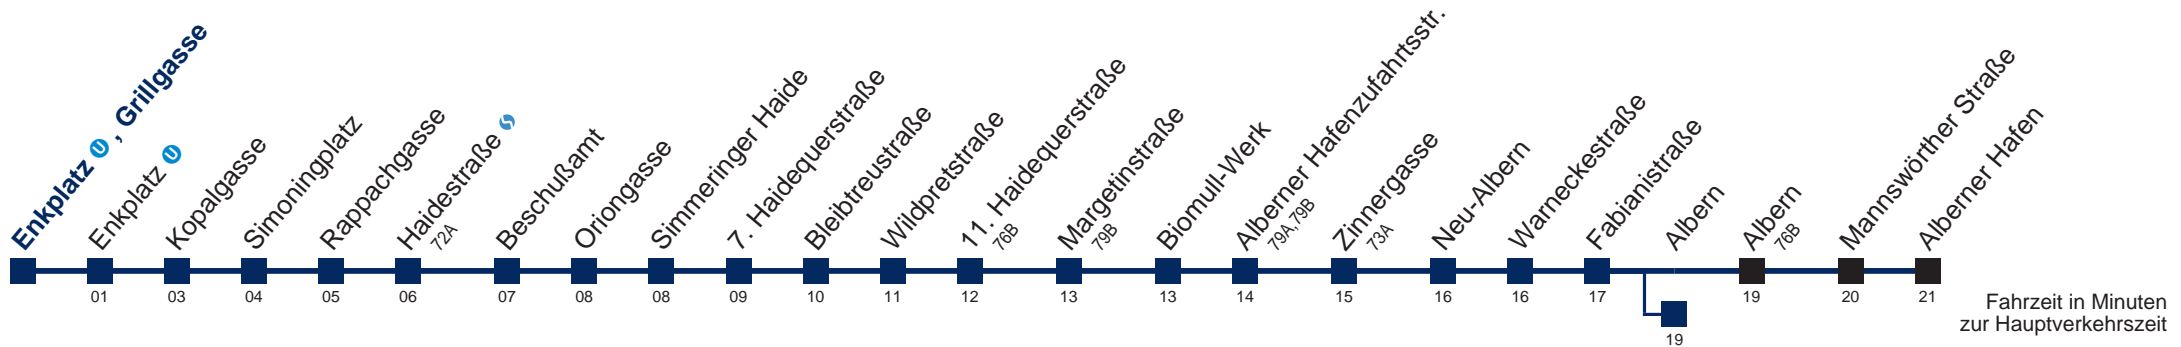 Enkplatz U, Grillgasse
Enkplatz U
Kopalgasse
Simoningplatz
Rappachgasse
Haidestraße S
72A
Beschußamt
Oriongasse
Simmeringer Haide
7. Haidequerstraße
Bleibtreustraße
Wildpretstraße
11. Haidequerstraße
76B
Margetinstraße
79B
Biomull-Werk
Alberner Hafenzufahrtsstr.
79A,79B
Zinnergasse
73A
Neu-Albern
Warneckestraße
Fabianistraße
Albern
Albern
76B
Mannswörther Straße
Alberner Hafen
01 03 04 05 06 07 08 08 09 10 11 12 13 13 14 15 16 16 17 19 20 21
19
Fahrzeit in Minuten
zur Hauptverkehrszeit